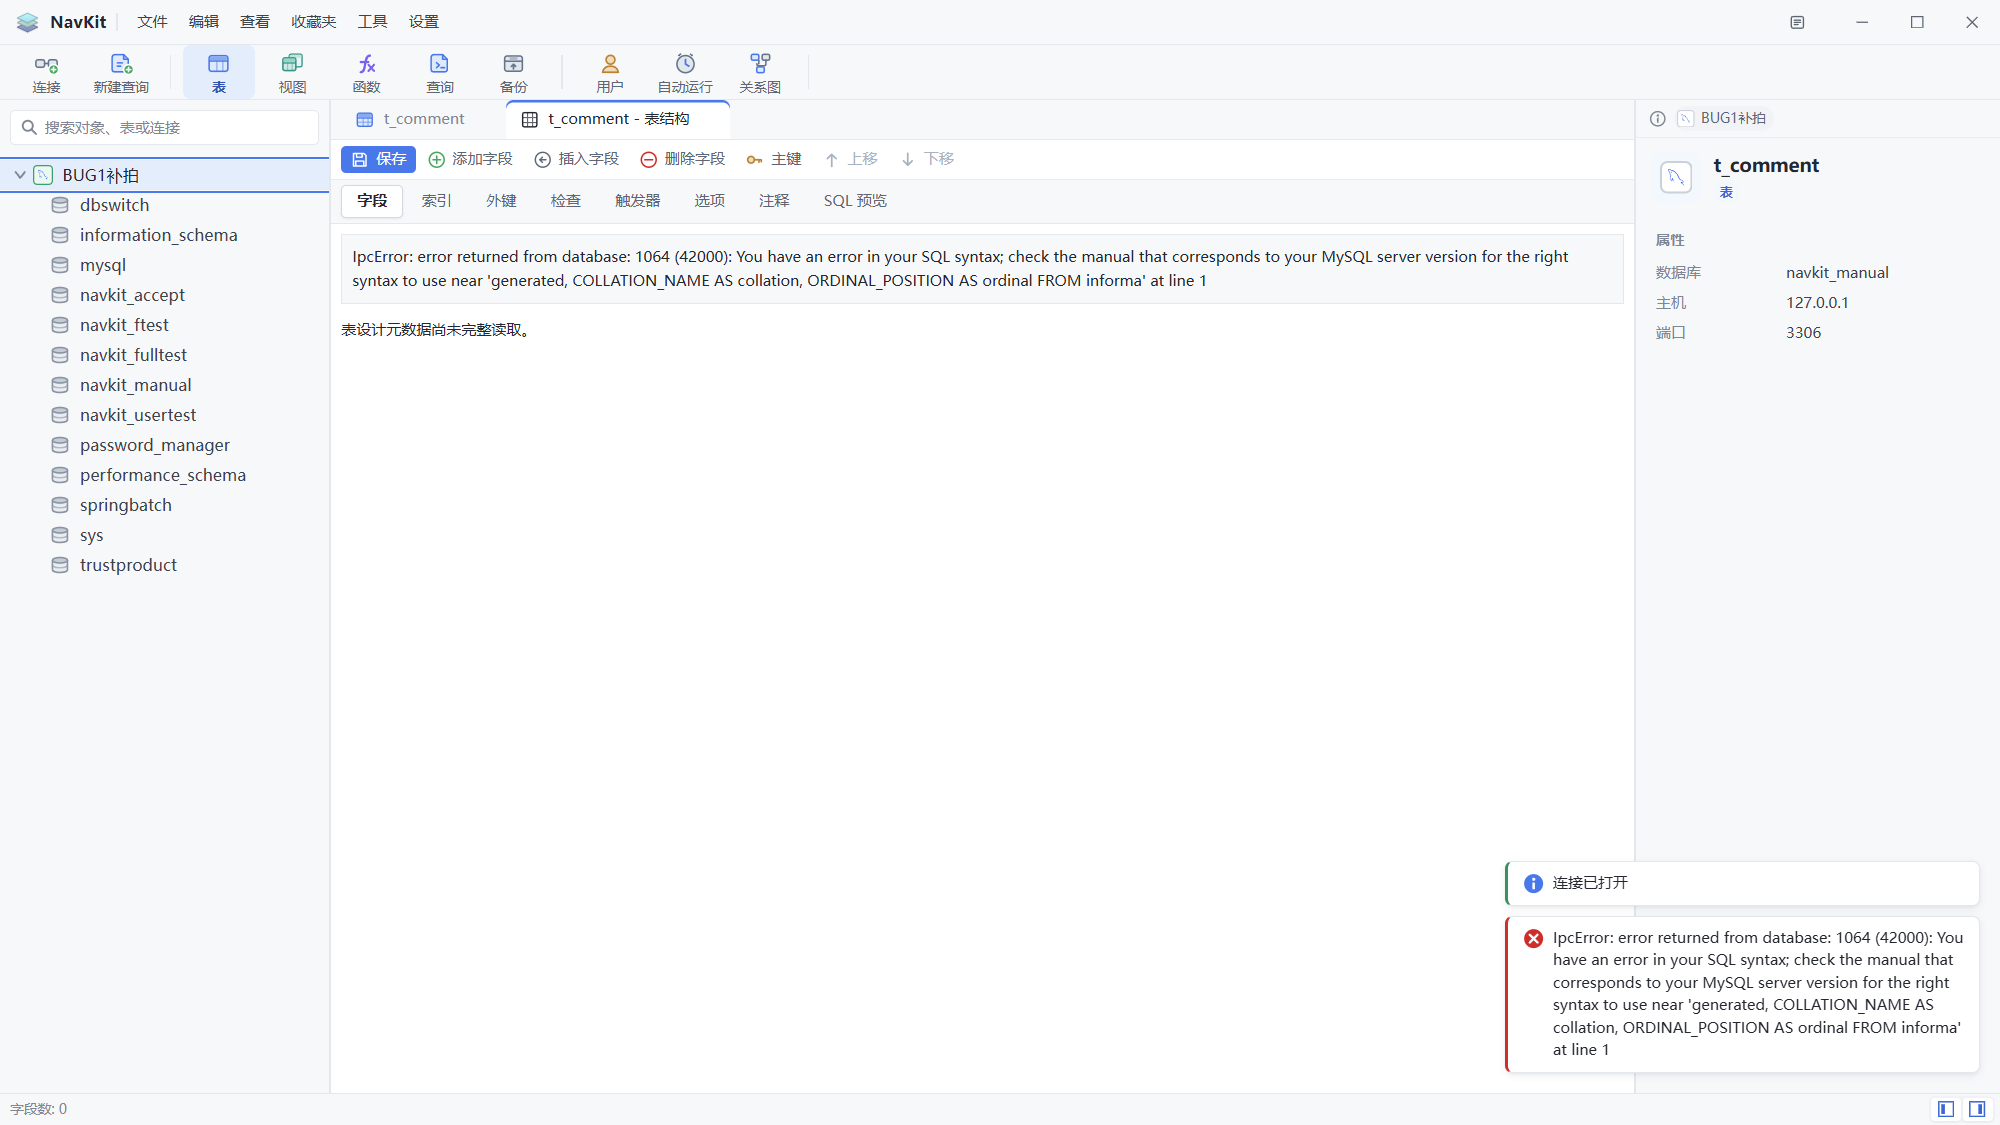 NavKit 文件 编辑 查看 收藏夹 工具 设置
连接 新建查询 表 视图 函数 查询 备份 用户 自动运行 关系图
搜索对象、表或连接
BUG1补拍
dbswitch
information_schema
mysql
navkit_accept
navkit_ftest
navkit_fulltest
navkit_manual
navkit_usertest
password_manager
performance_schema
springbatch
sys
trustproduct
t_comment t_comment - 表结构
保存 添加字段 插入字段 删除字段 主键 上移 下移
字段 索引 外键 检查 触发器 选项 注释 SQL 预览
IpcError: error returned from database: 1064 (42000): You have an error in your SQL syntax; check the manual that corresponds to your MySQL server version for the right
syntax to use near 'generated, COLLATION_NAME AS collation, ORDINAL_POSITION AS ordinal FROM informa' at line 1
表设计元数据尚未完整读取。
BUG1补拍
t_comment
表
属性
数据库 navkit_manual
主机 127.0.0.1
端口 3306
连接已打开
IpcError: error returned from database: 1064 (42000): You
have an error in your SQL syntax; check the manual that
corresponds to your MySQL server version for the right
syntax to use near 'generated, COLLATION_NAME AS
collation, ORDINAL_POSITION AS ordinal FROM informa'
at line 1
字段数: 0